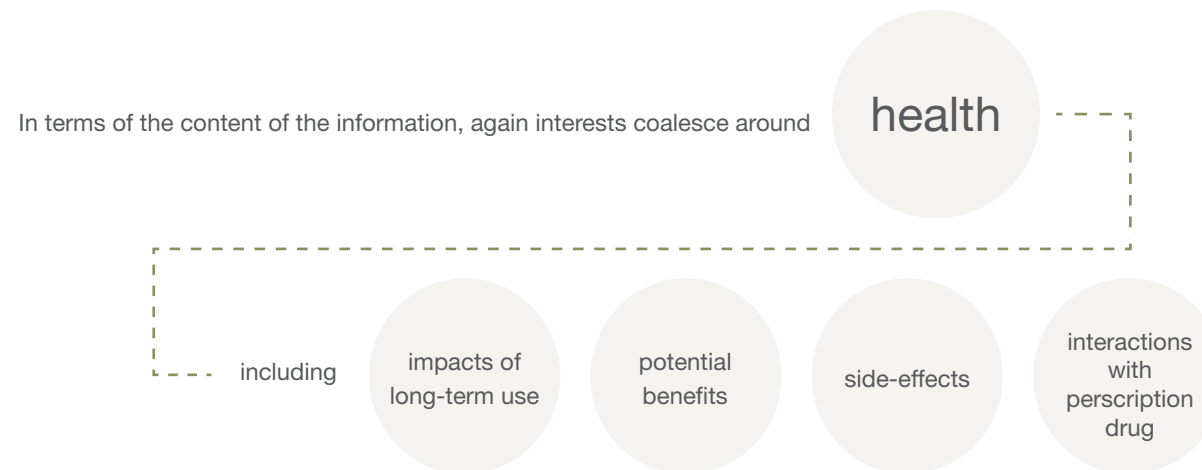 In terms of the content of the information, again interests coalesce around
health
including
impacts of
long-term use
potential
benefits
side-effects
interactions
with
perscription
drug